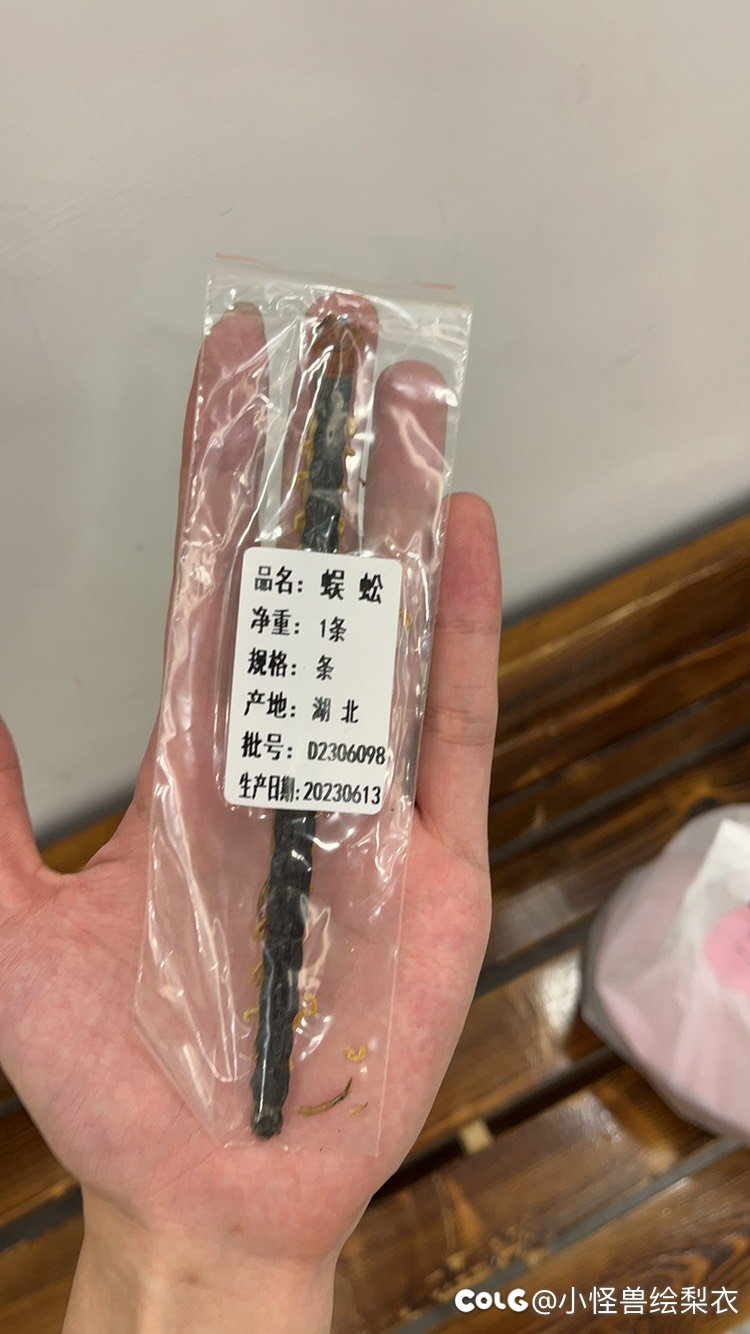 品名：蜈 蚣
净重：1条
规格：条
产地：湖 北
批号：D2306098
生产日期:20230613
COLG@小怪兽绘梨衣